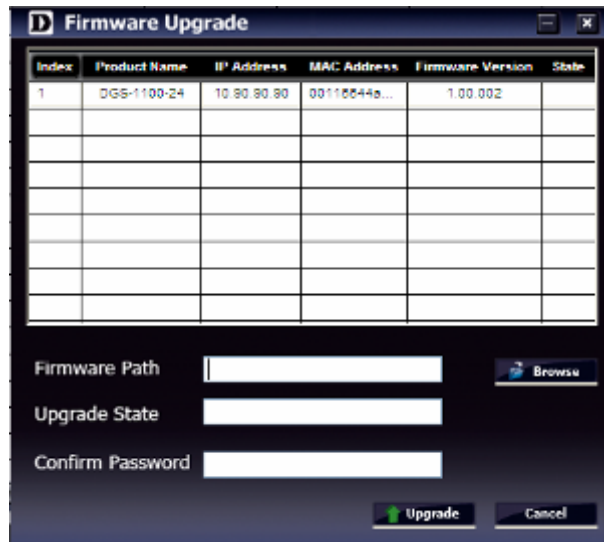 D Firmware Upgrade
Index Product Name IP Address MAC Address Firmware Version State
1 DGS-1100-24 10.90.90.90 1.00.002
Firmware Path
Browse
Upgrade State
Confirm Password
Upgrade Cancel